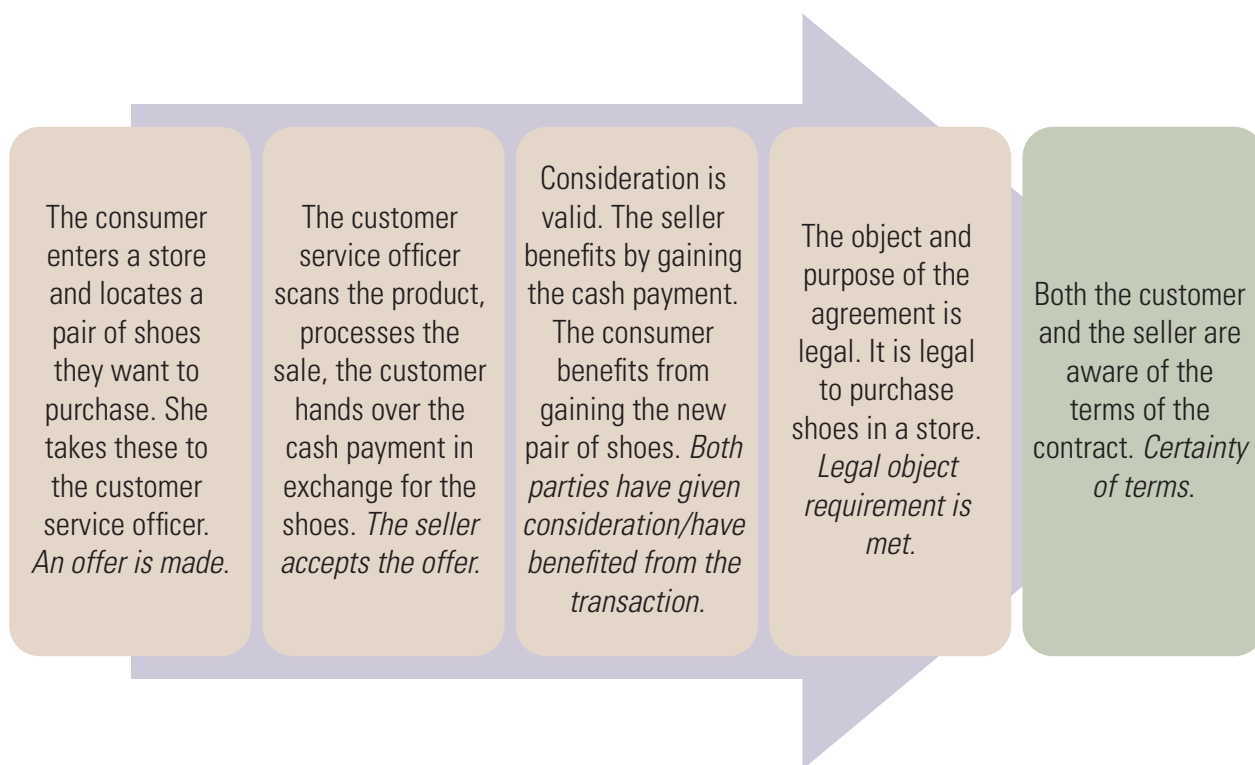 The consumer
enters a store
and locates a
pair of shoes
they want to
purchase. She
takes these to
the customer
service officer.
An offer is made.
The customer
service officer
scans the product,
processes the
sale, the customer
hands over the
cash payment in
exchange for the
shoes. The seller
accepts the offer.
Consideration is
valid. The seller
benefits by gaining
the cash payment.
The consumer
benefits from
gaining the new
pair of shoes. Both
parties have given
consideration/have
benefited from the
transaction.
The object and
purpose of the
agreement is
legal. It is legal
to purchase
shoes in a store.
Legal object
requirement is
met.
Both the customer
and the seller are
aware of the
terms of the
contract. Certainty
of terms.